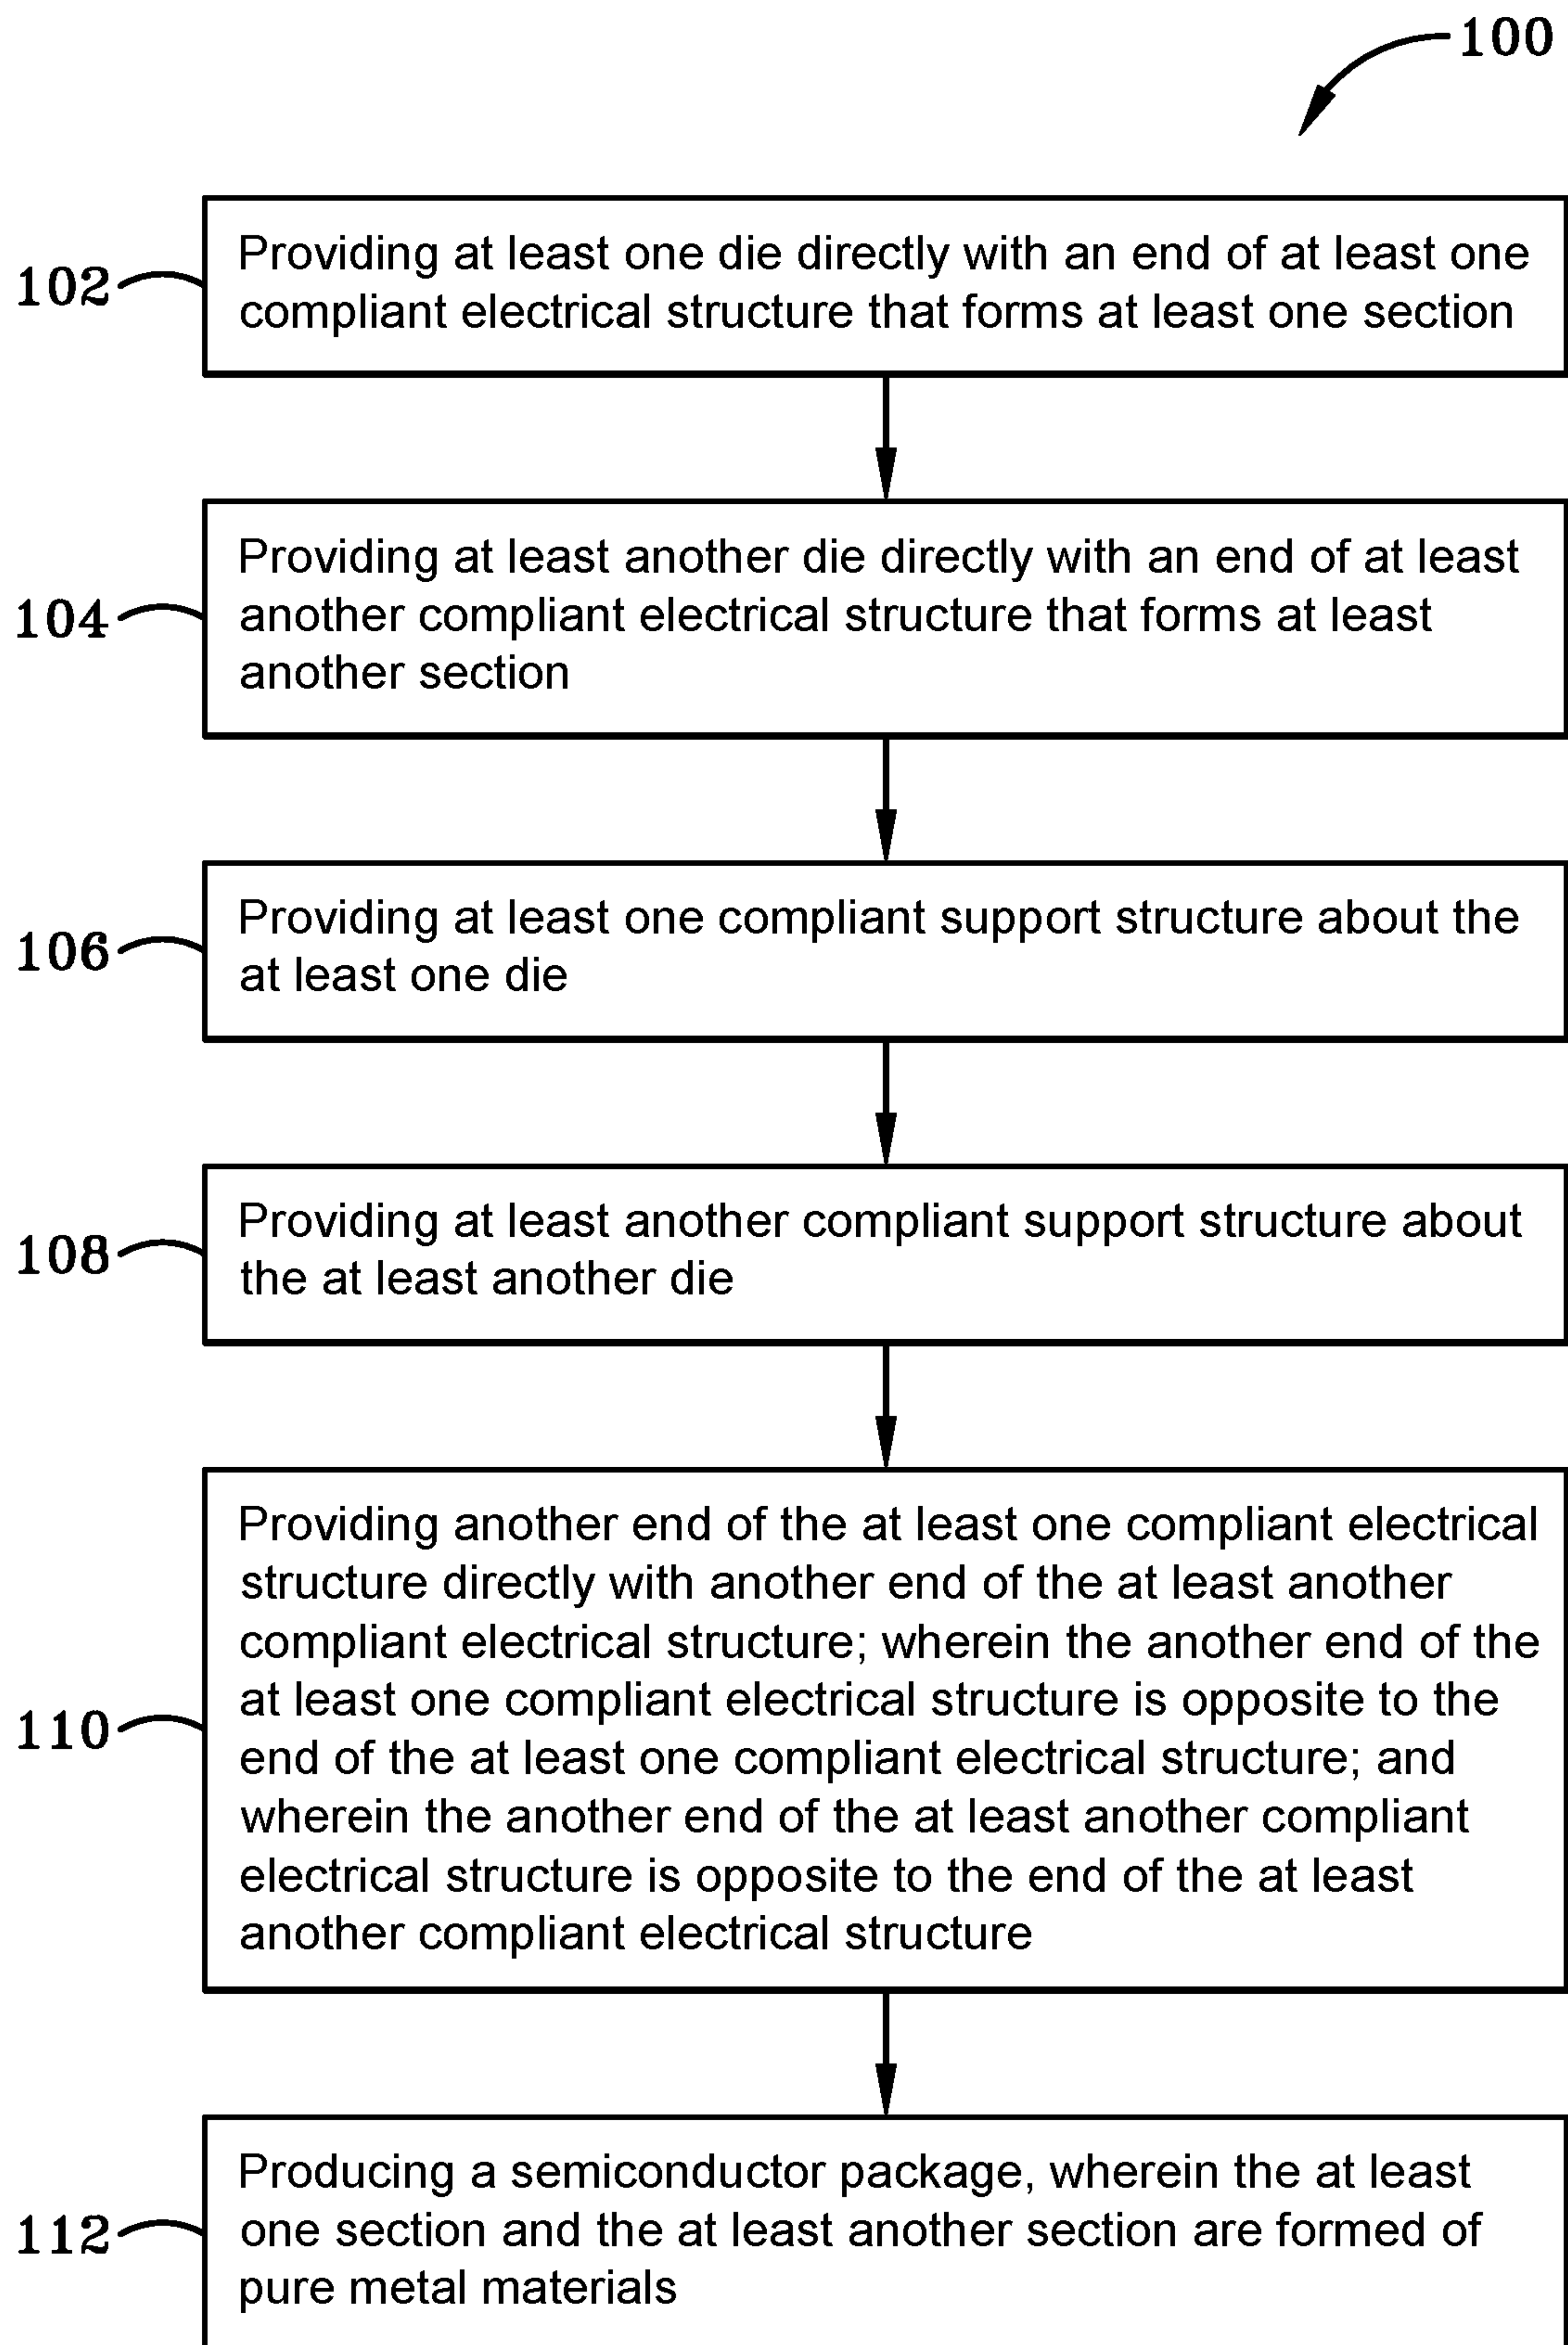 100
102
Providing at least one die directly with an end of at least one
compliant electrical structure that forms at least one section
104
Providing at least another die directly with an end of at least
another compliant electrical structure that forms at least
another section
106
Providing at least one compliant support structure about the
at least one die
108
Providing at least another compliant support structure about
the at least another die
110
Providing another end of the at least one compliant electrical
structure directly with another end of the at least another
compliant electrical structure; wherein the another end of the
at least one compliant electrical structure is opposite to the
end of the at least one compliant electrical structure; and
wherein the another end of the at least another compliant
electrical structure is opposite to the end of the at least
another compliant electrical structure
112
Producing a semiconductor package, wherein the at least
one section and the at least another section are formed of
pure metal materials